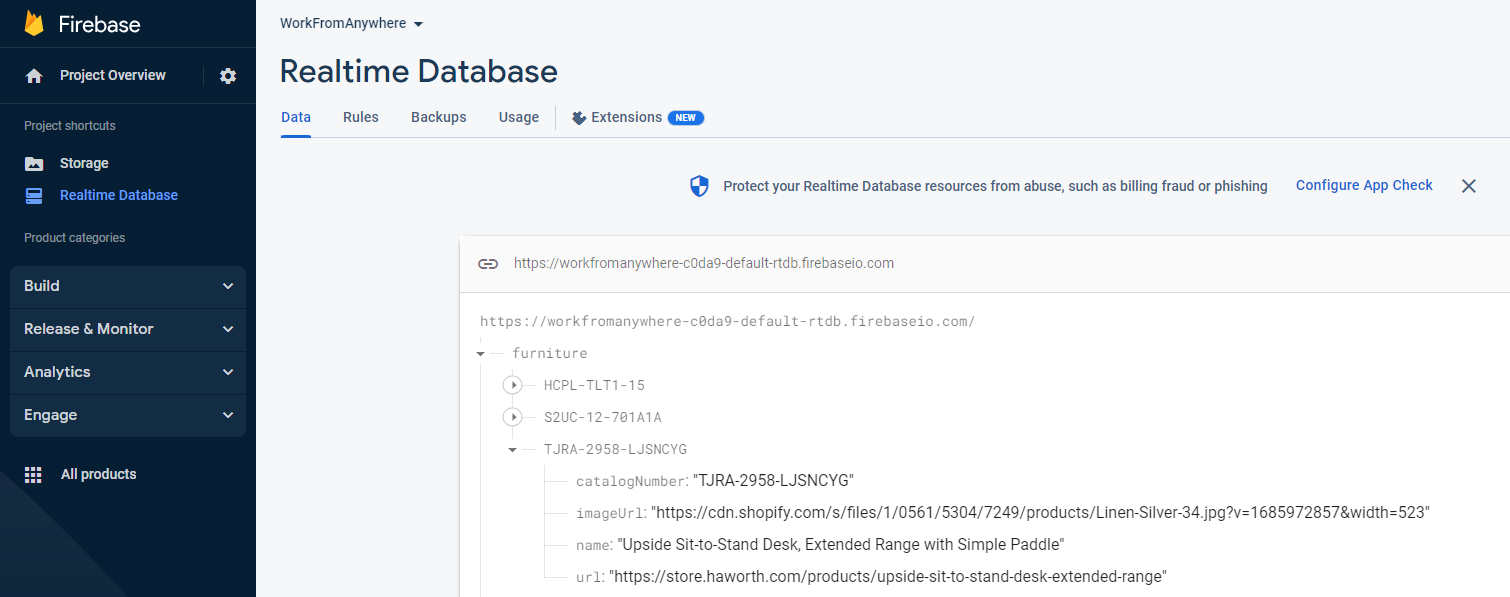 Firebase
Project Overview
Project shortcuts
Storage
Realtime Database
Product categories
Build
Release & Monitor
Analytics
Engage
All products
WorkFromAnywhere
Realtime Database
Data Rules Backups Usage Extensions NEW
Protect your Realtime Database resources from abuse, such as billing fraud or phishing Configure App Check
https://workfromanywhere-c0da9-default-rtdb.firebaseio.com
https://workfromanywhere-c0da9-default-rtdb.firebaseio.com/
furniture
HCPL-TLT1-15
S2UC-12-701A1A
TJRA-2958-LJSNCYG
catalogNumber: "TJRA-2958-LJSNCYG"
imageUrl: "https://cdn.shopify.com/s/files/1/0561/5304/7249/products/Linen-Silver-34.jpg?v=1685972857&width=523"
name: "Upside Sit-to-Stand Desk, Extended Range with Simple Paddle"
url: "https://store.haworth.com/products/upside-sit-to-stand-desk-extended-range"